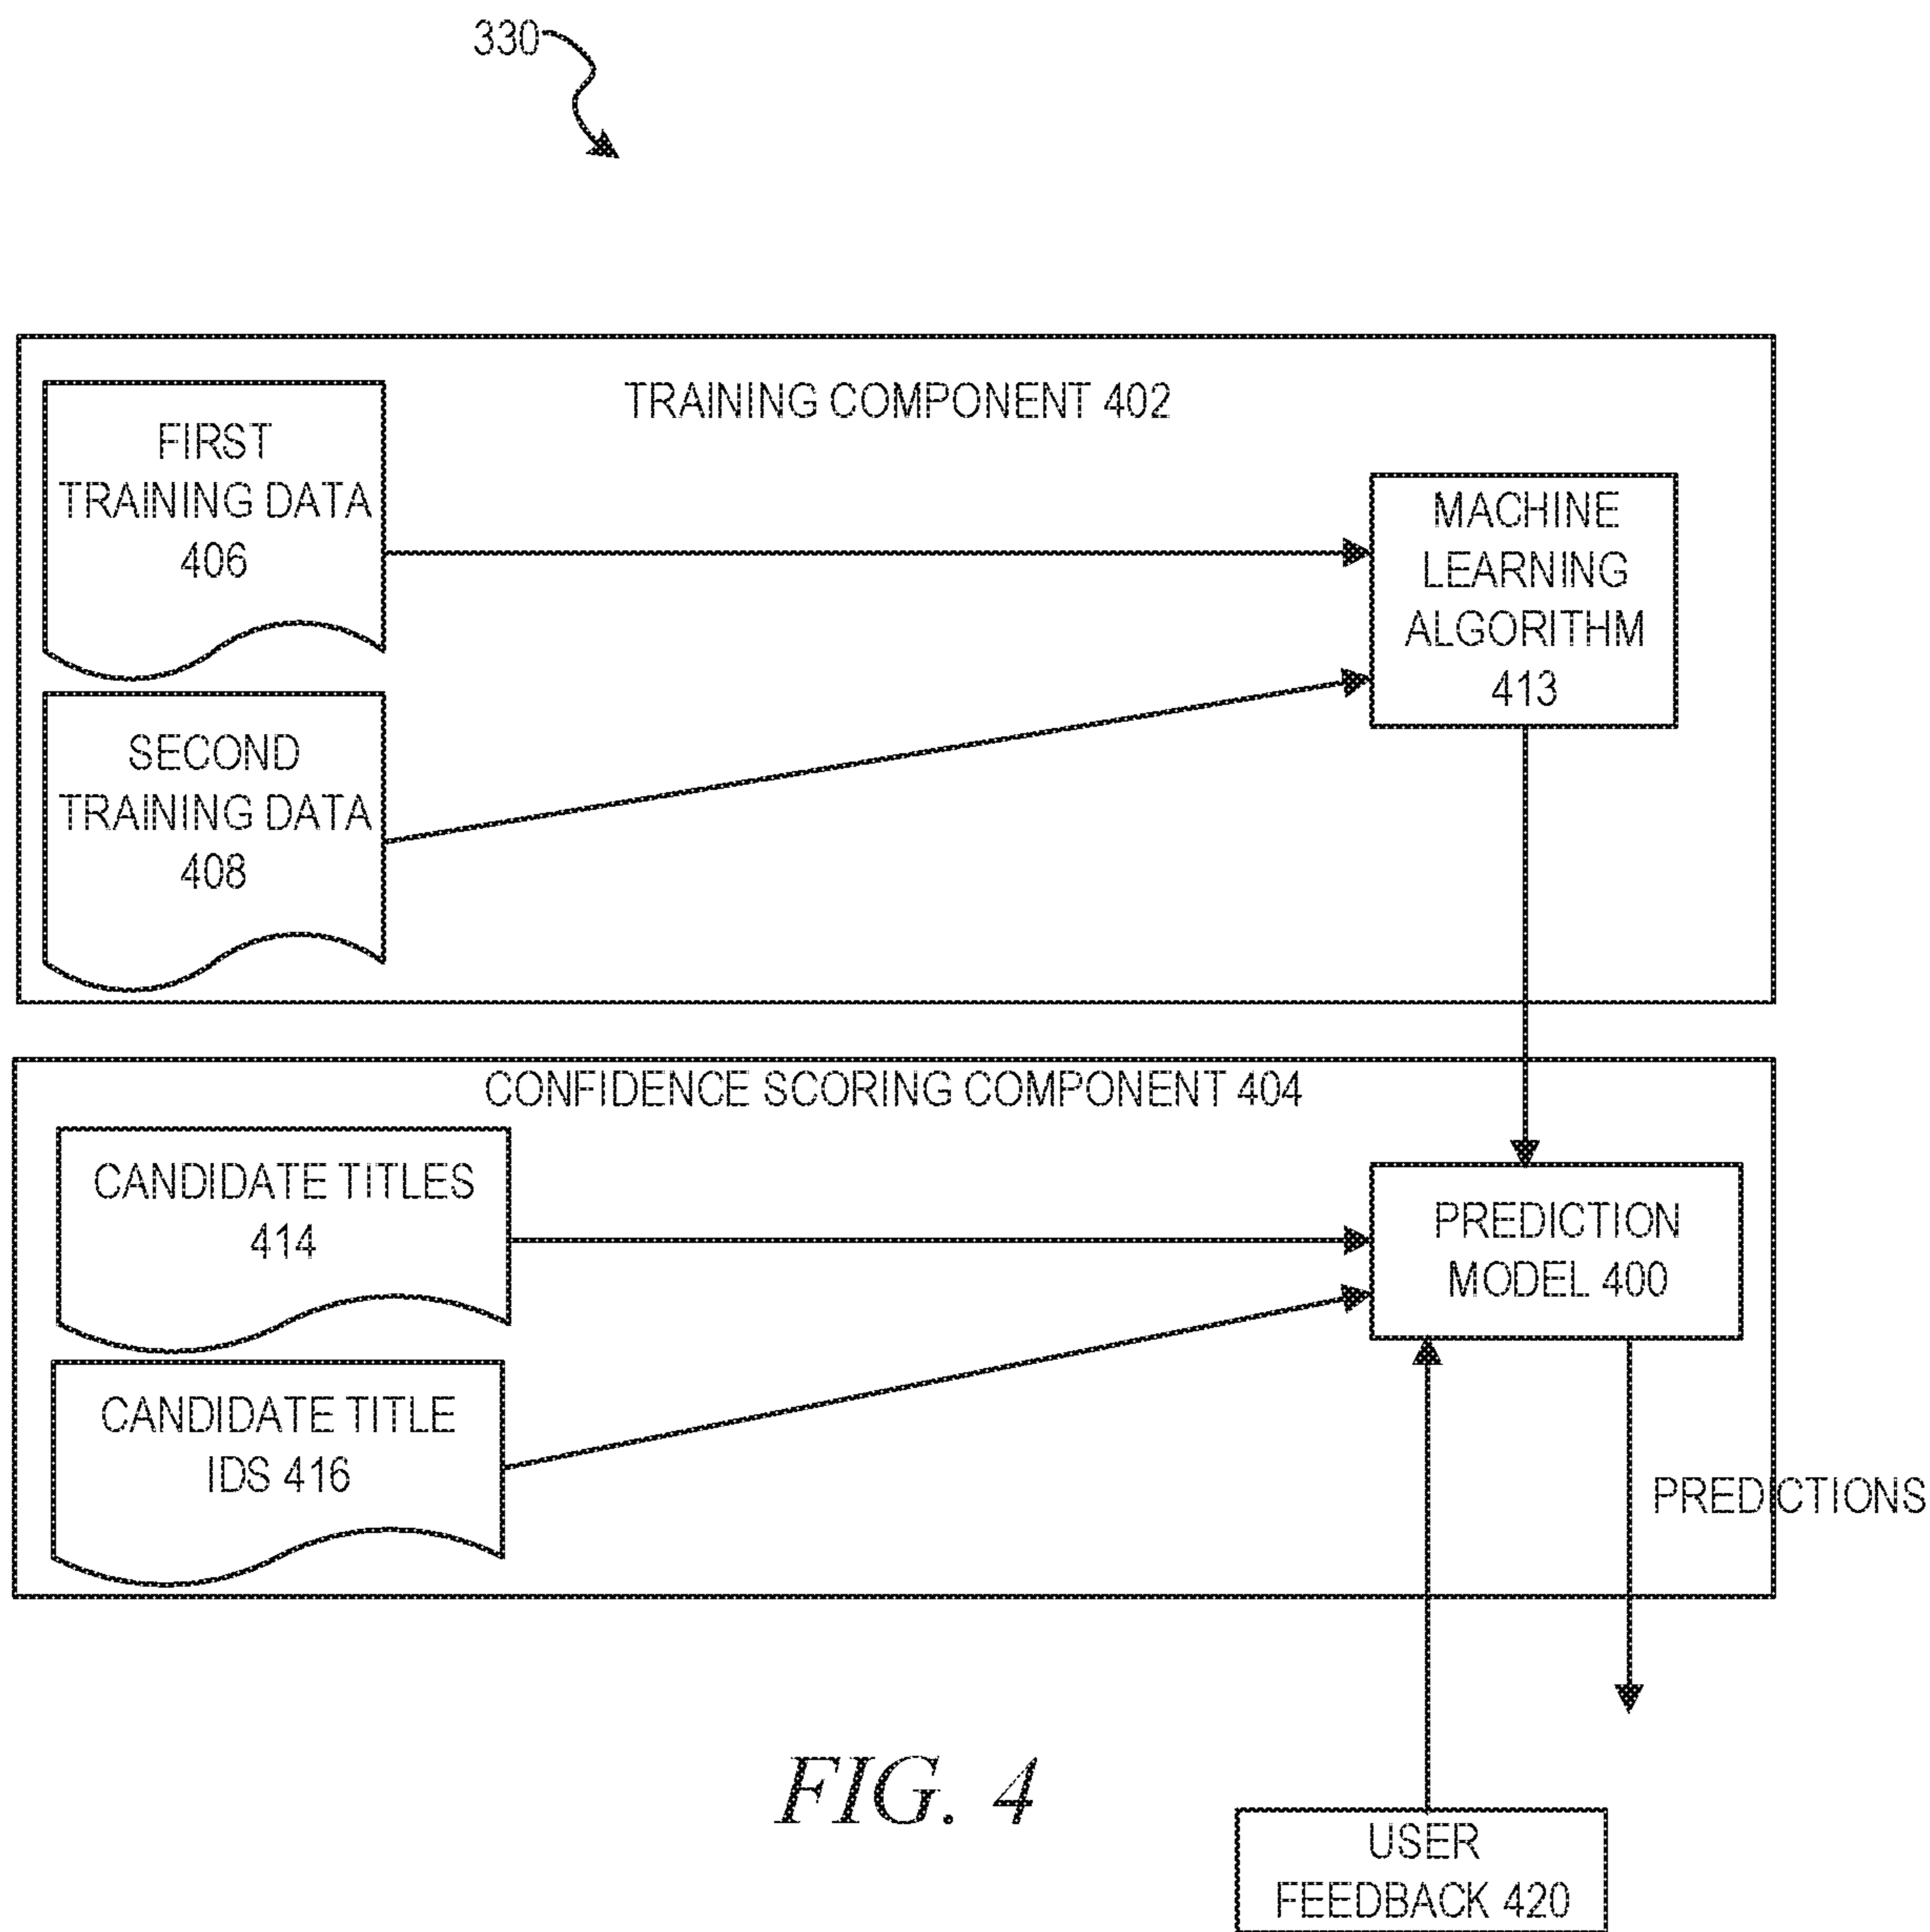 330
TRAINING COMPONENT 402
FIRST
TRAINING DATA
406
MACHINE
LEARNING
ALGORITHM
413
SECOND
TRAINING DATA
408
CONFIDENCE SCORING COMPONENT 404
CANDIDATE TITLES
414
PREDICTION
MODEL 400
CANDIDATE TITLE
IDS 416
PREDICTIONS
FIG. 4
USER
FEEDBACK 420